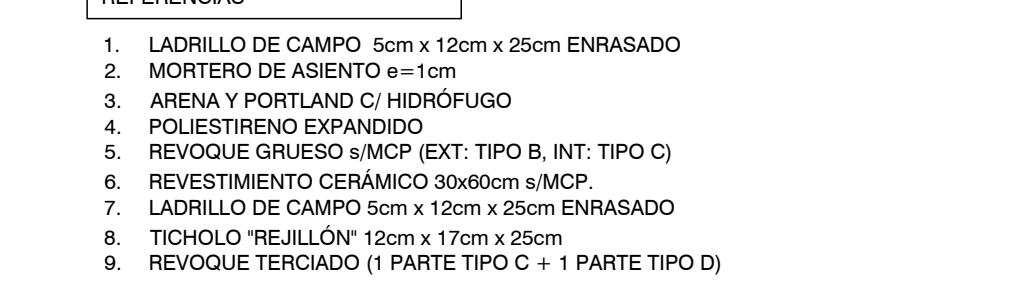 REFERENCIAS
1. LADRILLO DE CAMPO 5cm x 12cm x 25cm ENRASADO
2. MORTERO DE ASIENTO e=1cm
3. ARENA Y PORTLAND C/ HIDRÓFUGO
4. POLIESTIRENO EXPANDIDO
5. REVOQUE GRUESO s/MCP (EXT: TIPO B, INT: TIPO C)
6. REVESTIMIENTO CERÁMICO 30x60cm s/MCP.
7. LADRILLO DE CAMPO 5cm x 12cm x 25cm ENRASADO
8. TICHOLO "REJILLÓN" 12cm x 17cm x 25cm
9. REVOQUE TERCIADO (1 PARTE TIPO C + 1 PARTE TIPO D)